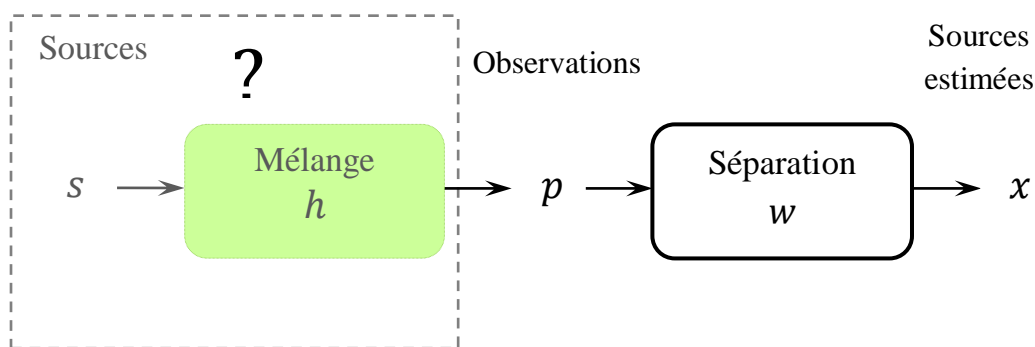 Sources
?
Observations
Sources
estimées
s
Mélange
h
p
Séparation
w
x